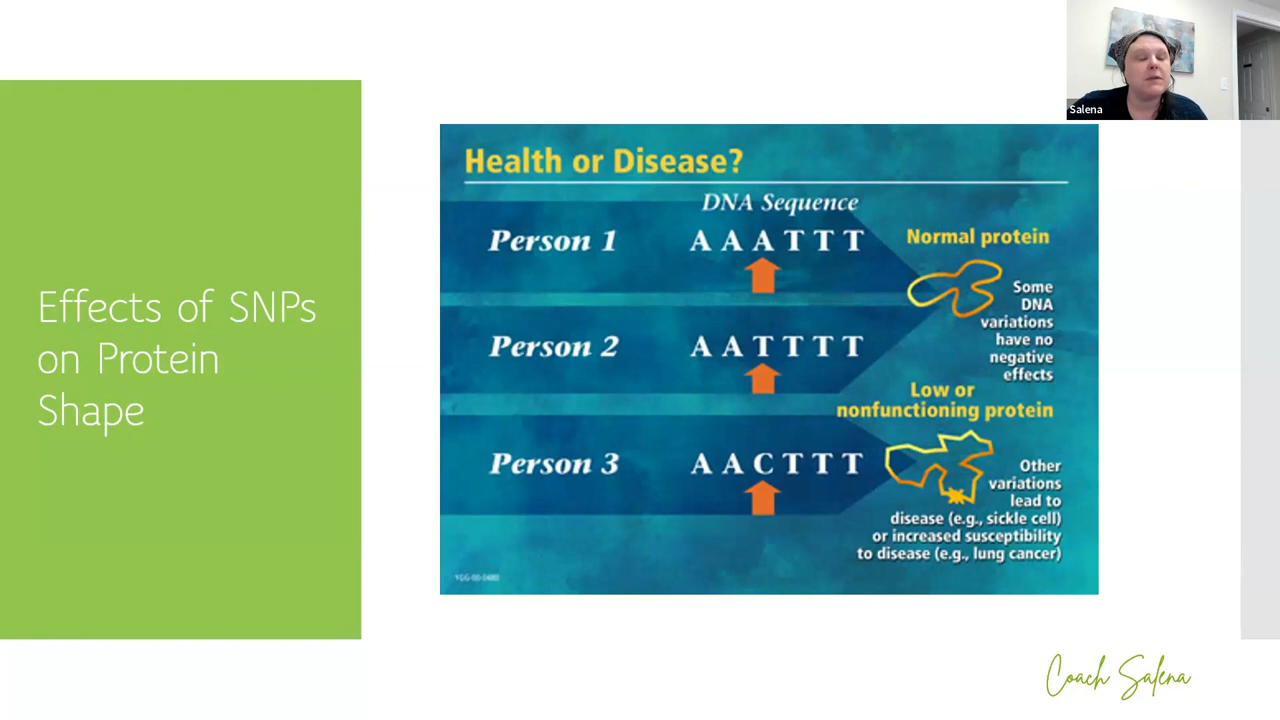 Salena
Effects of SNPs
on Protein
Shape
Health or Disease?
DNA Sequence
Person 1
A A A T T T
Normal protein
Some
DNA
variations
have no
negative
effects
Person 2
A A T T T T
Low or
nonfunctioning protein
Person 3
A A C T T T
Other
variations
lead to
disease (e.g., sickle cell)
or increased susceptibility
to disease (e.g., lung cancer)
Coach Salena